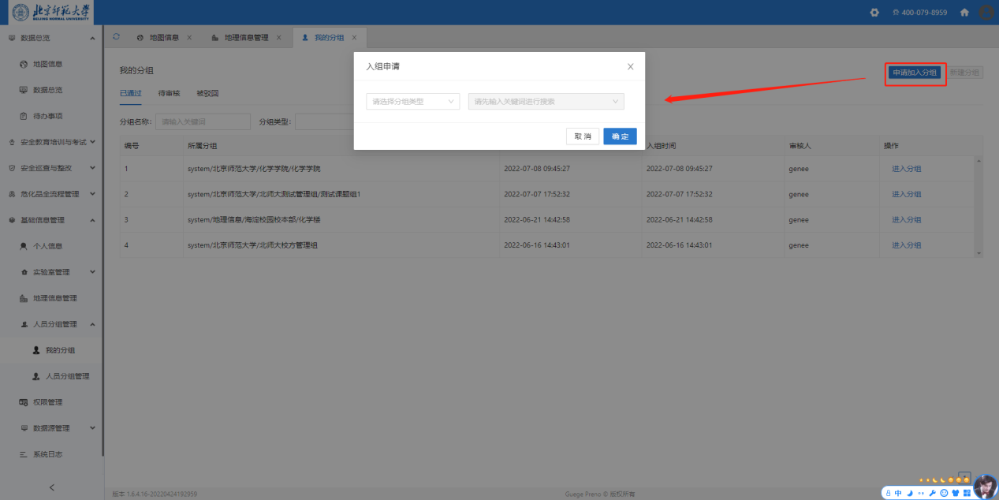 北京师范大学
BEIJING NORMAL UNIVERSITY
400-079-8959
数据总览
地图信息
地理信息管理
我的分组
地图信息
数据总览
待办事项
安全教育培训与考试
安全巡查与整改
危化品全流程管理
基础信息管理
个人信息
实验室管理
地理信息管理
人员分组管理
我的分组
人员分组管理
权限管理
数据源管理
系统日志
我的分组
申请加入分组
新建分组
已通过
待审核
被驳回
分组名称:
请输入关键词
分组类型:
入组申请
请选择分组类型
请先输入关键词进行搜索
取 消
确 定
编号 所属分组 入组时间 审核人 操作
1 system/北京师范大学/化学学院/化学学院 2022-07-08 09:45:27 2022-07-08 09:45:27 genee 进入分组
2 system/北京师范大学/北师大测试管理组/测试课题组1 2022-07-07 17:52:32 2022-07-07 17:52:32 genee 进入分组
3 system/地理信息/海淀校园校本部/化学楼 2022-06-21 14:42:58 2022-06-21 14:42:58 genee 进入分组
4 system/北京师范大学/北师大校方管理组 2022-06-16 14:43:01 2022-06-16 14:43:01 genee 进入分组
版本 1.6.4.16-20220424192959
Guege Preno © 版权所有
中